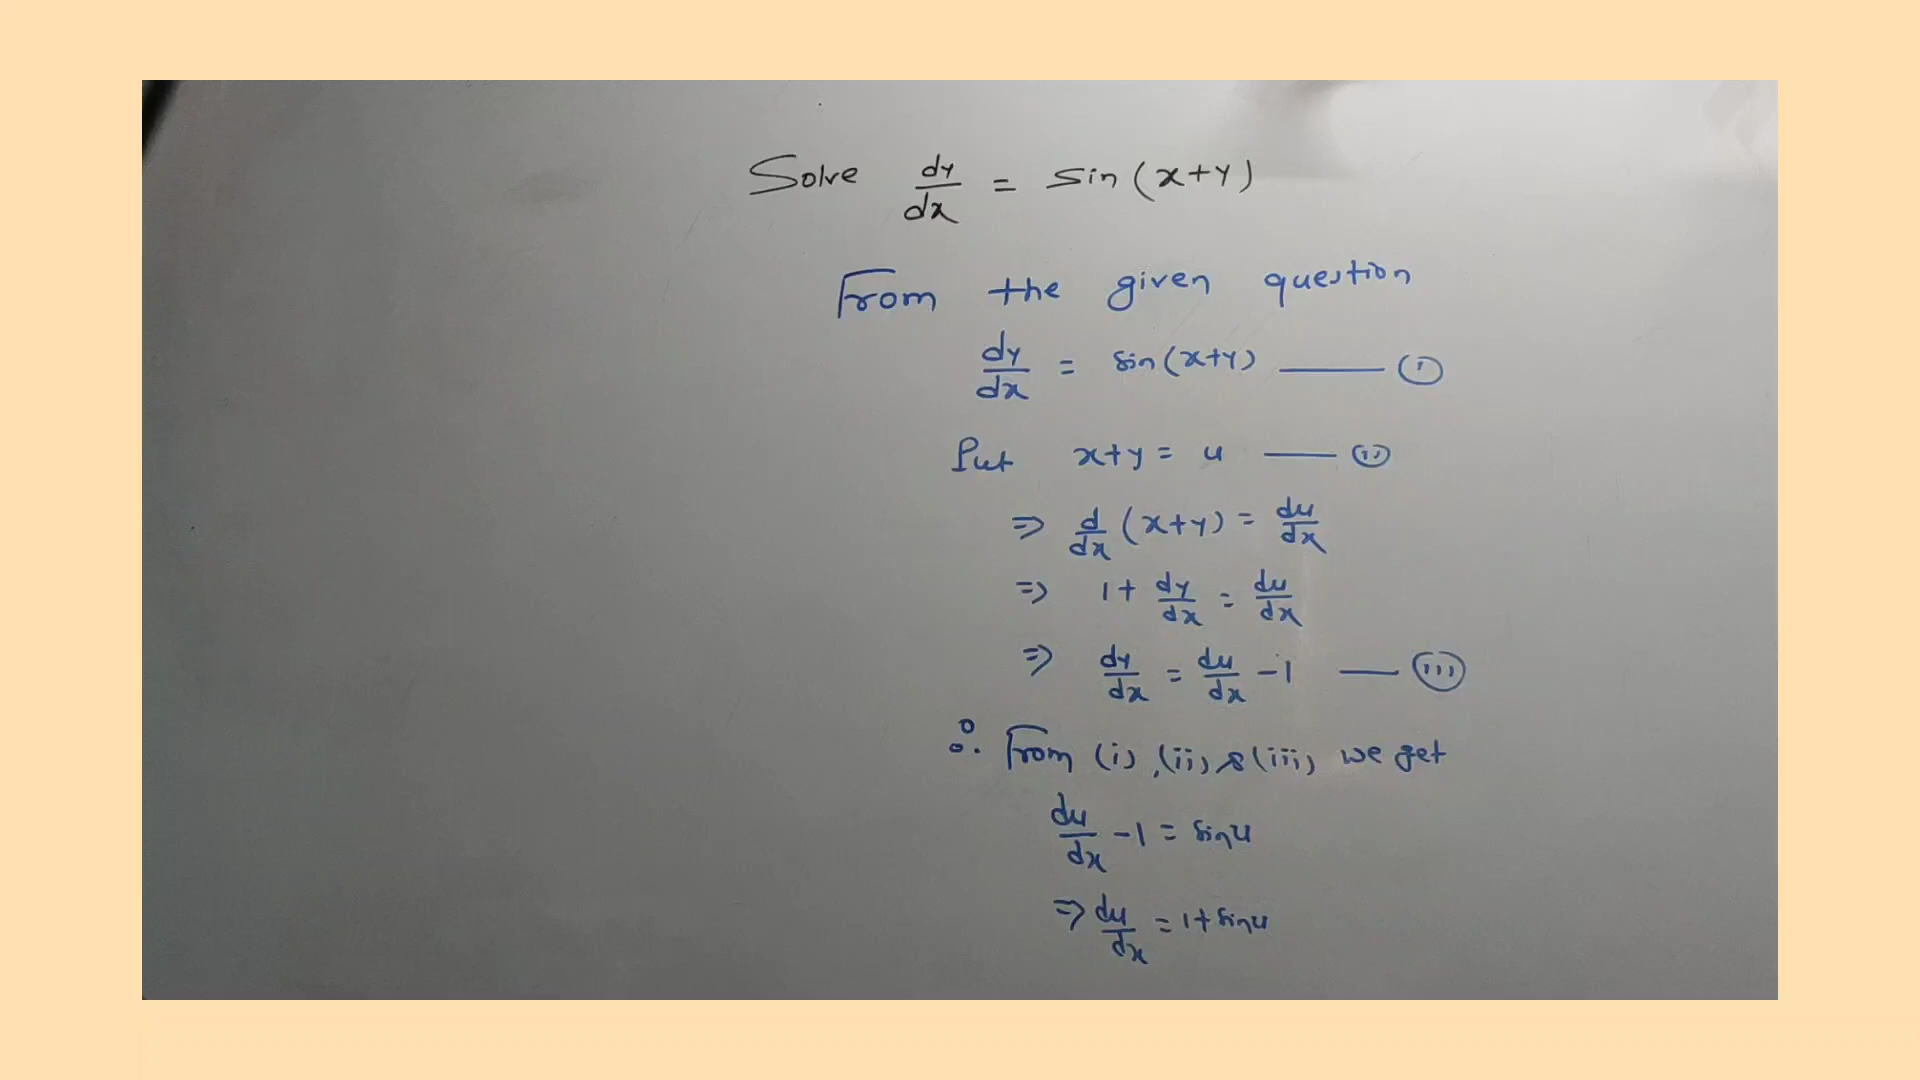 Solve dy/dx = sin(x+y)
From the given question
dy/dx = sin(x+y) —— (i)
Put x+y = u —— (ii)
⇒ d/dx (x+y) = du/dx
⇒ 1 + dy/dx = du/dx
⇒ dy/dx = du/dx - 1 —— (iii)
∴ From (i), (ii) & (iii) we get
du/dx - 1 = sinu
⇒ du/dx = 1 + sinu